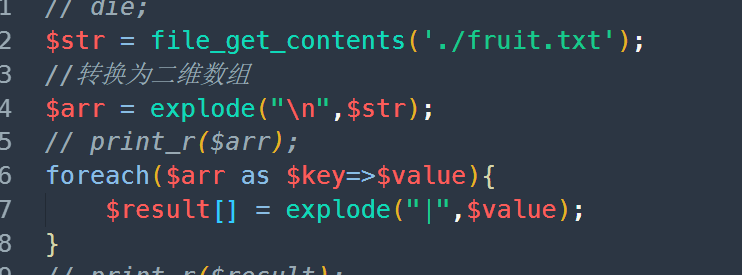 1 // die;
2 $str = file_get_contents('./fruit.txt');
3 //转换为二维数组
4 $arr = explode("\n",$str);
5 // print_r($arr);
6 foreach($arr as $key=>$value){
7 $result[] = explode("|",$value);
8 }
9 // print_r($result);